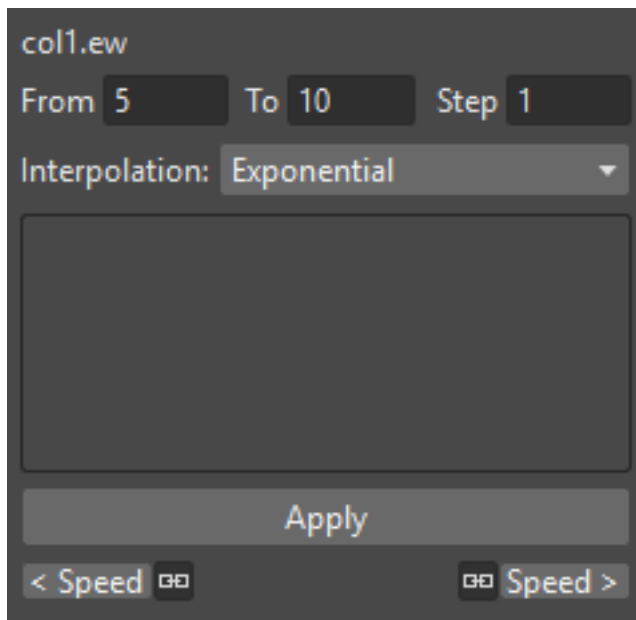 col1.ew
From 5 To 10 Step 1
Interpolation: Exponential
Apply
< Speed Speed >